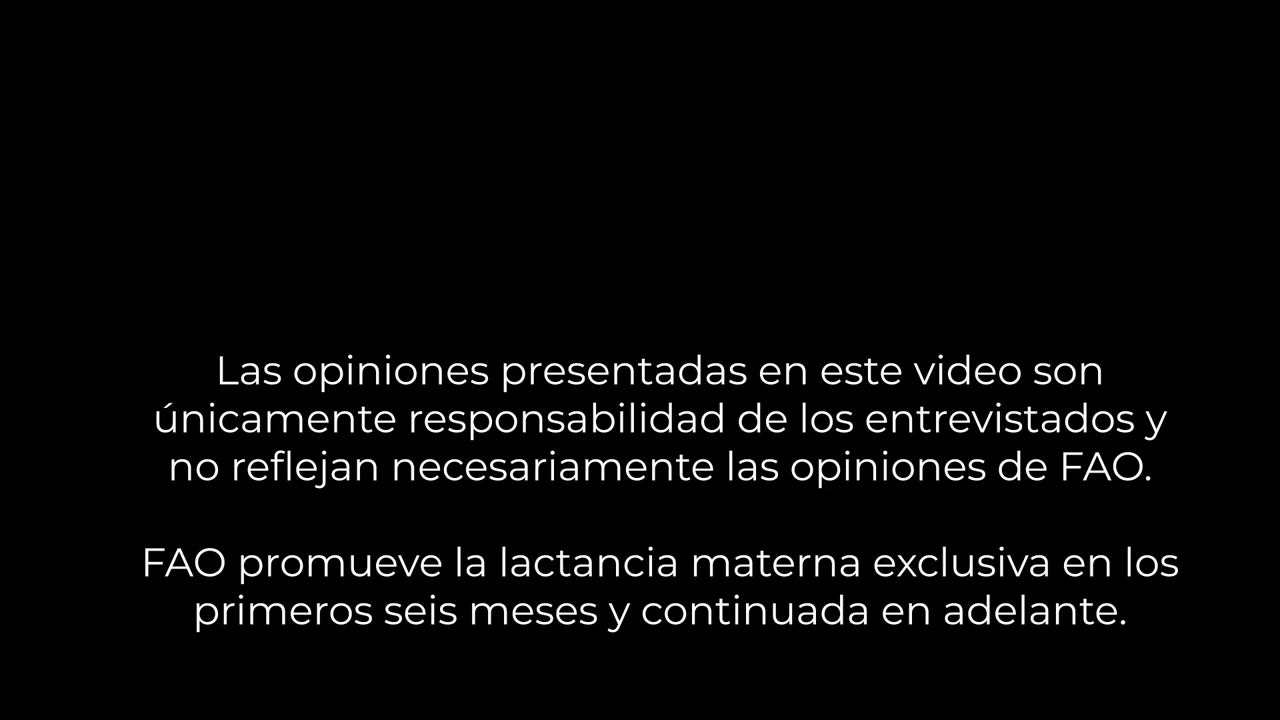 Las opiniones presentadas en este video son
únicamente responsabilidad de los entrevistados y
no reflejan necesariamente las opiniones de FAO.
FAO promueve la lactancia materna exclusiva en los
primeros seis meses y continuada en adelante.